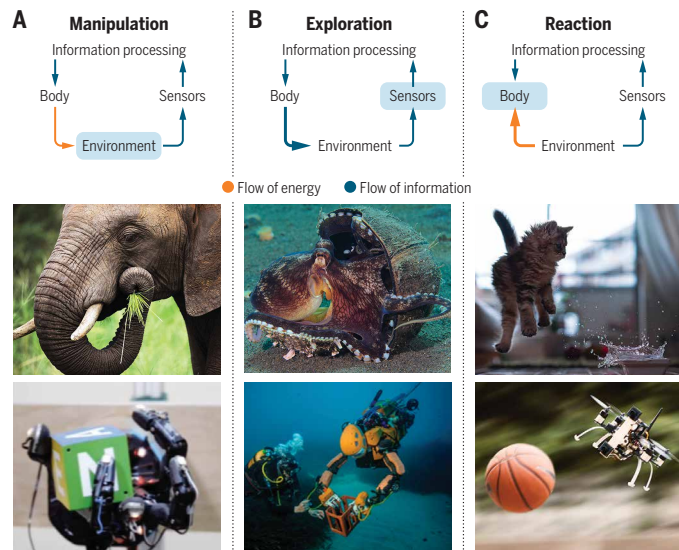 A Manipulation
Information processing
Body
Sensors
Environment
B Exploration
Information processing
Body
Sensors
Environment
C Reaction
Information processing
Body
Sensors
Environment
Flow of energy
Flow of information
A
M